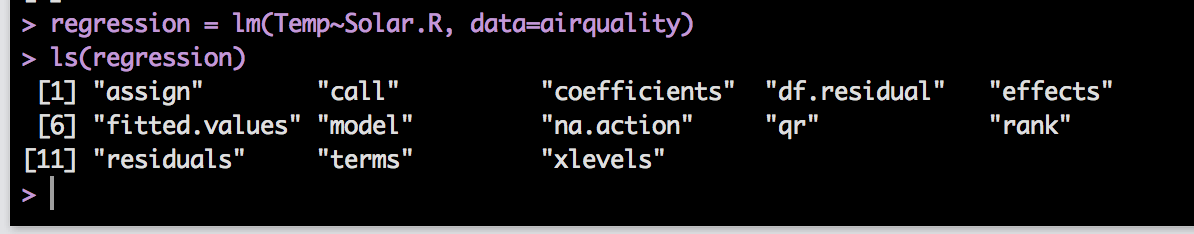 > regression = lm(Temp~Solar.R, data=airquality)
> ls(regression)
[1] "assign" "call" "coefficients" "df.residual" "effects"
[6] "fitted.values" "model" "na.action" "qr" "rank"
[11] "residuals" "terms" "xlevels"
>